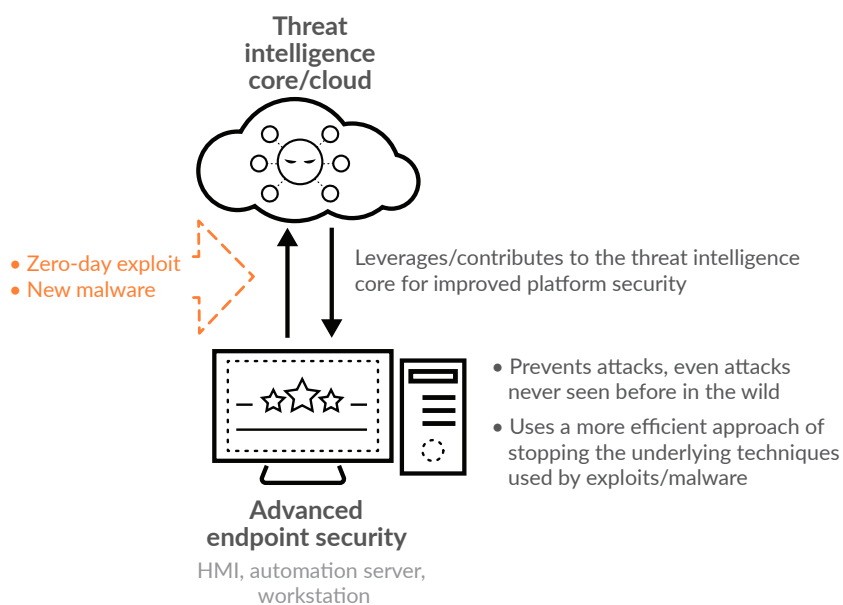 Threat
intelligence
core/cloud
• Zero-day exploit
• New malware
Leverages/contributes to the threat intelligence
core for improved platform security
• Prevents attacks, even attacks
never seen before in the wild
• Uses a more efficient approach of
stopping the underlying techniques
used by exploits/malware
Advanced
endpoint security
HMI, automation server,
workstation